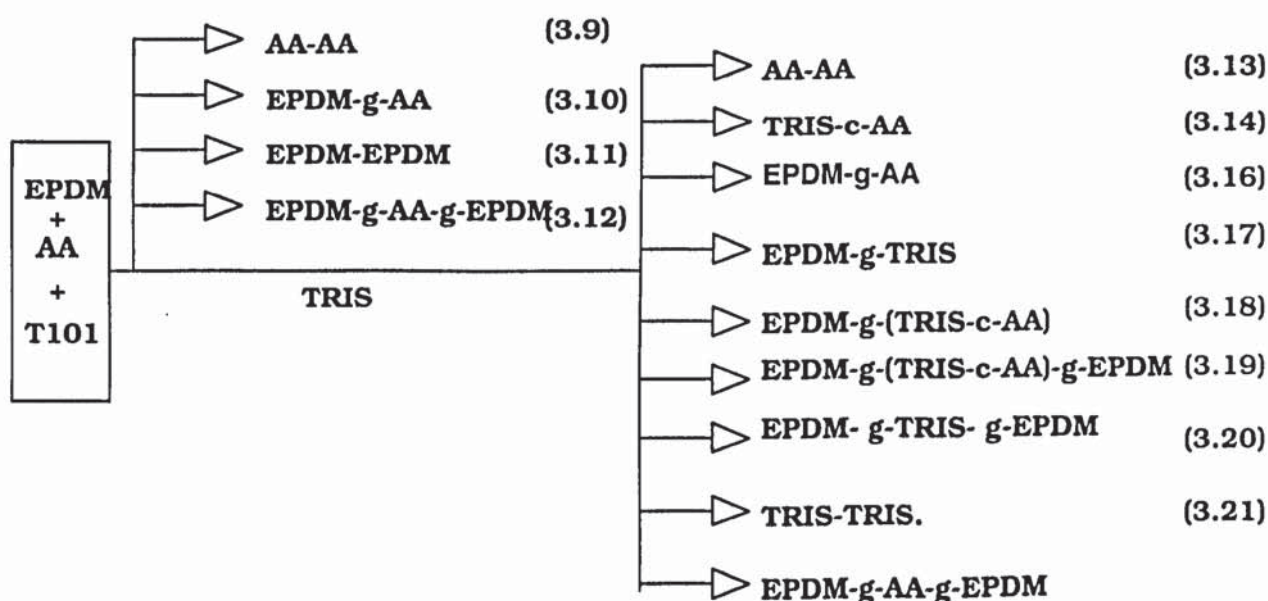 EPDM
+
AA
+
T101
AA-AA (3.9)
EPDM-g-AA (3.10)
EPDM-EPDM (3.11)
EPDM-g-AA-g-EPDM (3.12)
TRIS
AA-AA (3.13)
TRIS-c-AA (3.14)
EPDM-g-AA (3.16)
EPDM-g-TRIS (3.17)
EPDM-g-(TRIS-c-AA) (3.18)
EPDM-g-(TRIS-c-AA)-g-EPDM (3.19)
EPDM- g-TRIS- g-EPDM (3.20)
TRIS-TRIS. (3.21)
EPDM-g-AA-g-EPDM